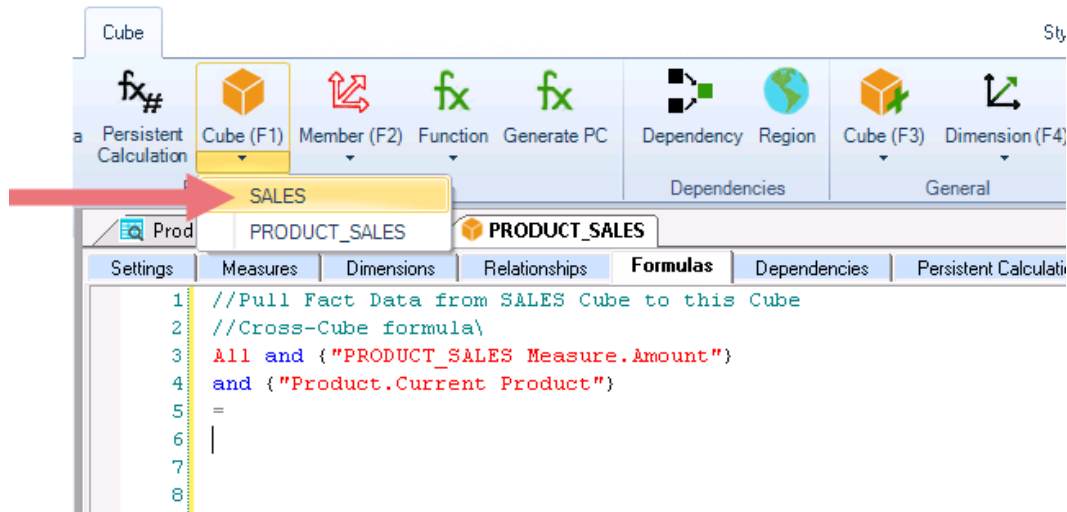 Cube
Sty
a Persistent Calculation Cube (F1) Member (F2) Function Generate PC Dependency Region Cube (F3) Dimension (F4)
Dependencies General
SALES
PRODUCT_SALES
Prod PRODUCT_SALES
Settings Measures Dimensions Relationships Formulas Dependencies Persistent Calculati
1 //Pull Fact Data from SALES Cube to this Cube
2 //Cross-Cube formula\
3 All and {"PRODUCT_SALES Measure.Amount"}
4 and {"Product.Current Product"}
5 =
6
7
8